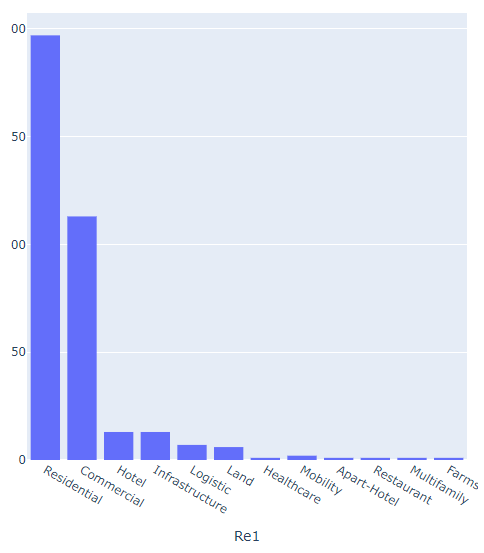 00
50
00
50
0
Residential
Commercial
Hotel
Infrastructure
Logistic
Land
Healthcare
Mobility
Apart-Hotel
Restaurant
Multifamily
Farms
Re1